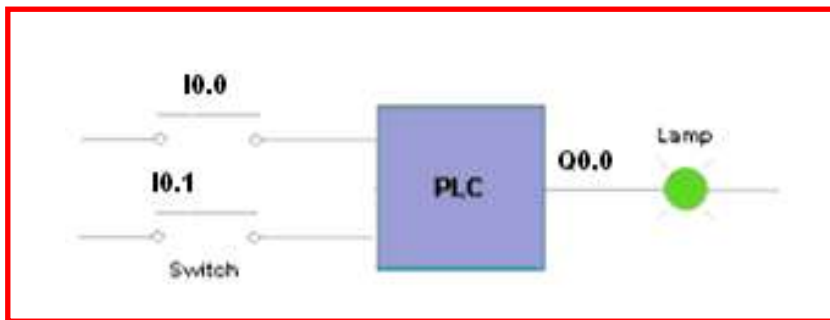 I0.0
I0.1
Switch
PLC
Q0.0
Lamp